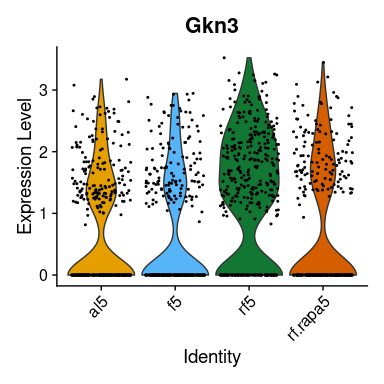 Gkn3
Expression Level
3
2
1
0
al5
f5
rf5
rf.rapa5
Identity